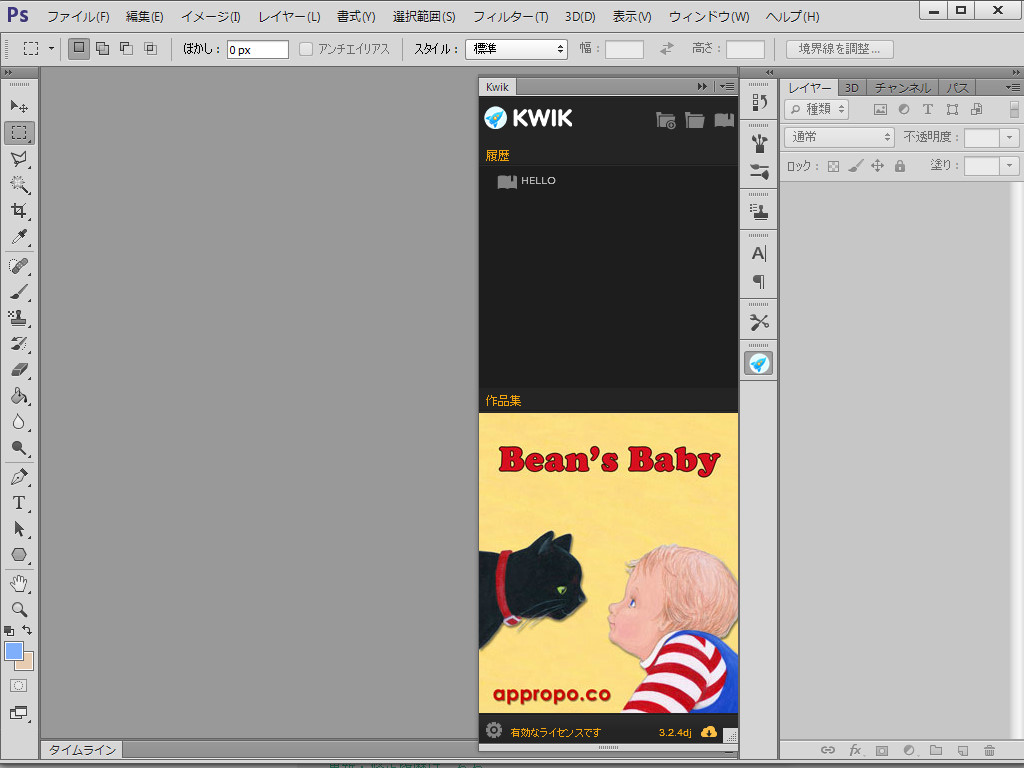 Ps ファイル(F) 編集(E) イメージ(I) レイヤー(L) 書式(Y) 選択範囲(S) フィルター(T) 3D(D) 表示(V) ウィンドウ(W) ヘルプ(H)
ぼかし : 0 px アンチエイリアス スタイル : 標準 幅 : 高さ : 境界線を調整...
Kwik
レイヤー 3D チャンネル パス
KWIK
種類
通常 不透明度 :
履歴
ロック : 塗り :
HELLO
作品集
Bean's Baby
appropo.co
有効なライセンスです 3.2.4dj
タイムライン